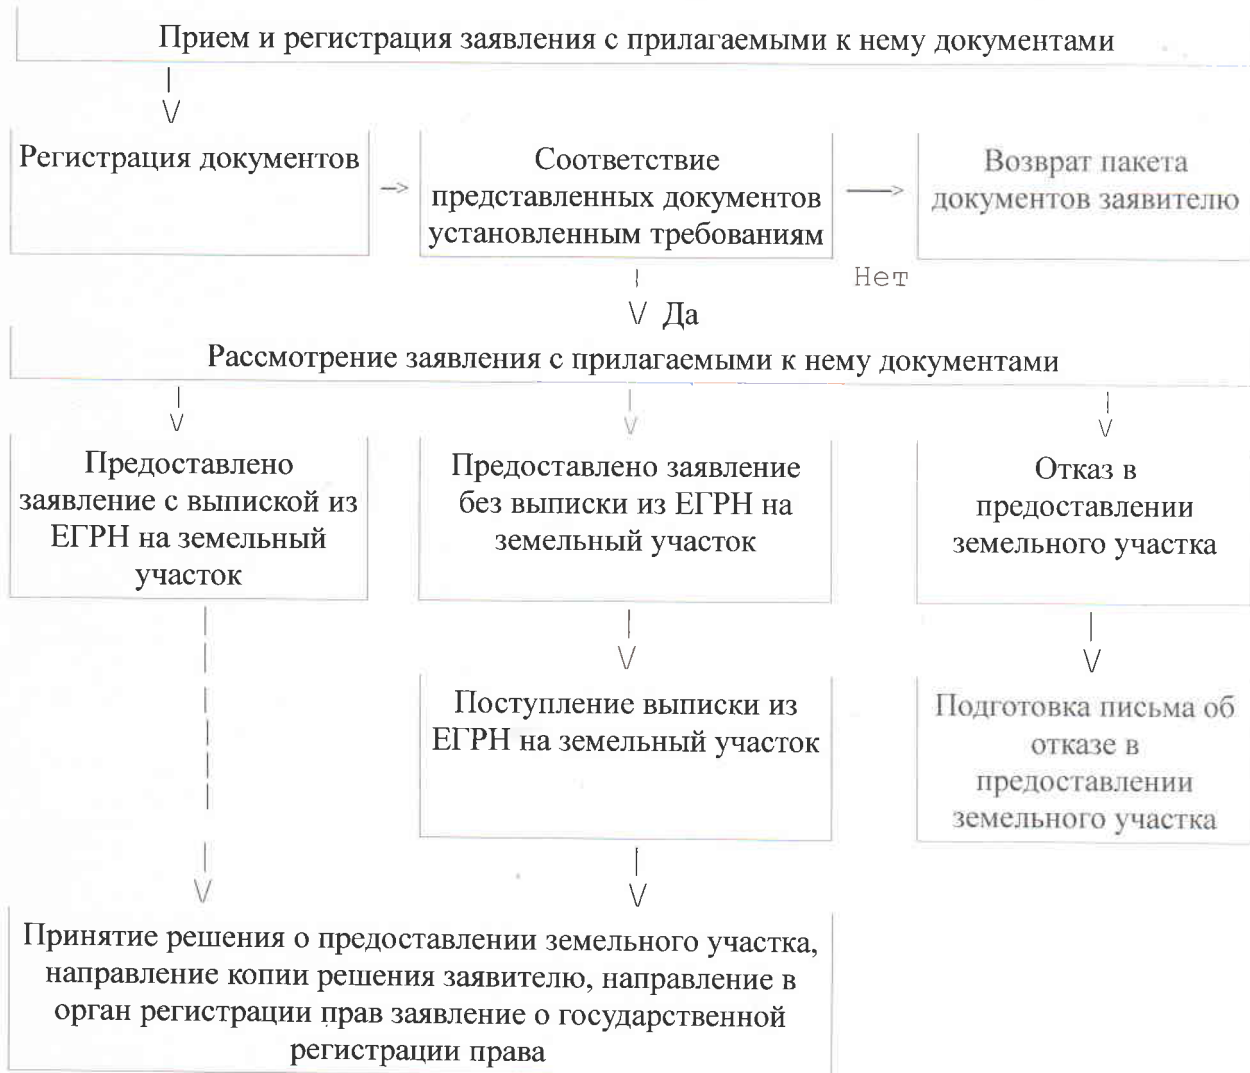 Прием и регистрация заявления с прилагаемыми к нему документами
Регистрация документов
Соответствие
представленных документов
установленным требованиям
Возврат пакета
документов заявителю
Нет
Да
Рассмотрение заявления с прилагаемыми к нему документами
Предоставлено
заявление с выпиской из
ЕГРН на земельный
участок
Предоставлено заявление
без выписки из ЕГРН на
земельный участок
Отказ в
предоставлении
земельного участка
Поступление выписки из
ЕГРН на земельный участок
Подготовка письма об
отказе в
предоставлении
земельного участка
Принятие решения о предоставлении земельного участка,
направление копии решения заявителю, направление в
орган регистрации прав заявление о государственной
регистрации права